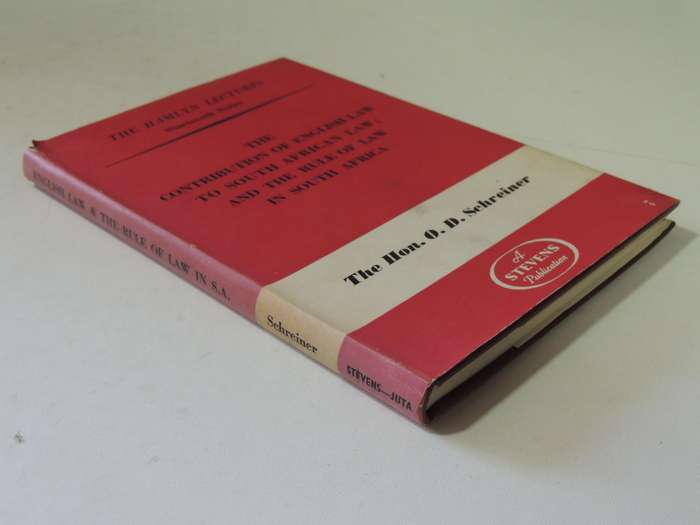 THE HAMLYN LECTURES
Nineteenth Series
THE
CONTRIBUTION OF ENGLISH LAW
TO SOUTH AFRICAN LAW;
AND THE RULE OF LAW
IN SOUTH AFRICA
The Hon. O. D. Schreiner
A
STEVENS
Publication
ENGLISH LAW & THE RULE OF LAW IN S.A.
Schreiner
STEVENS—JUTA